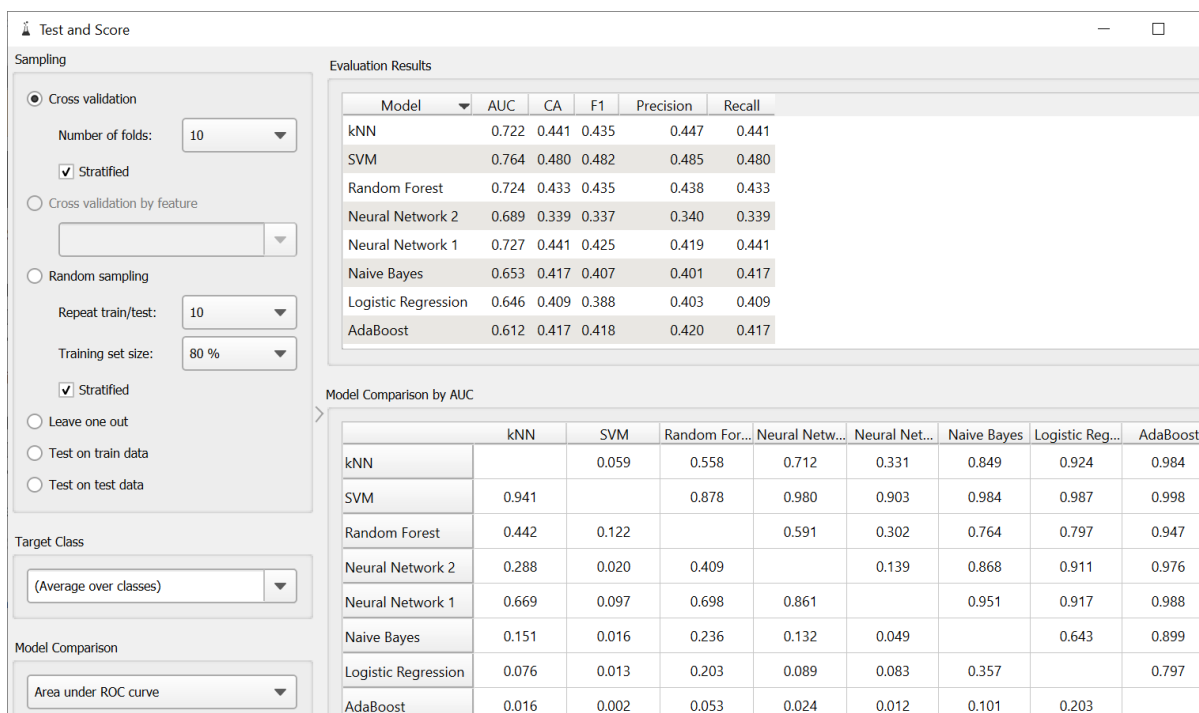 Test and Score
Sampling
Cross validation
Number of folds: 10
Stratified
Cross validation by feature
Random sampling
Repeat train/test: 10
Training set size: 80 %
Stratified
Leave one out
Test on train data
Test on test data
Target Class
(Average over classes)
Model Comparison
Area under ROC curve
Evaluation Results
Model AUC CA F1 Precision Recall
kNN 0.722 0.441 0.435 0.447 0.441
SVM 0.764 0.480 0.482 0.485 0.480
Random Forest 0.724 0.433 0.435 0.438 0.433
Neural Network 2 0.689 0.339 0.337 0.340 0.339
Neural Network 1 0.727 0.441 0.425 0.419 0.441
Naive Bayes 0.653 0.417 0.407 0.401 0.417
Logistic Regression 0.646 0.409 0.388 0.403 0.409
AdaBoost 0.612 0.417 0.418 0.420 0.417
Model Comparison by AUC
kNN SVM Random For... Neural Netw... Neural Net... Naive Bayes Logistic Reg... AdaBoost
kNN 0.059 0.558 0.712 0.331 0.849 0.924 0.984
SVM 0.941 0.878 0.980 0.903 0.984 0.987 0.998
Random Forest 0.442 0.122 0.591 0.302 0.764 0.797 0.947
Neural Network 2 0.288 0.020 0.409 0.139 0.868 0.911 0.976
Neural Network 1 0.669 0.097 0.698 0.861 0.951 0.917 0.988
Naive Bayes 0.151 0.016 0.236 0.132 0.049 0.643 0.899
Logistic Regression 0.076 0.013 0.203 0.089 0.083 0.357 0.797
AdaBoost 0.016 0.002 0.053 0.024 0.012 0.101 0.203